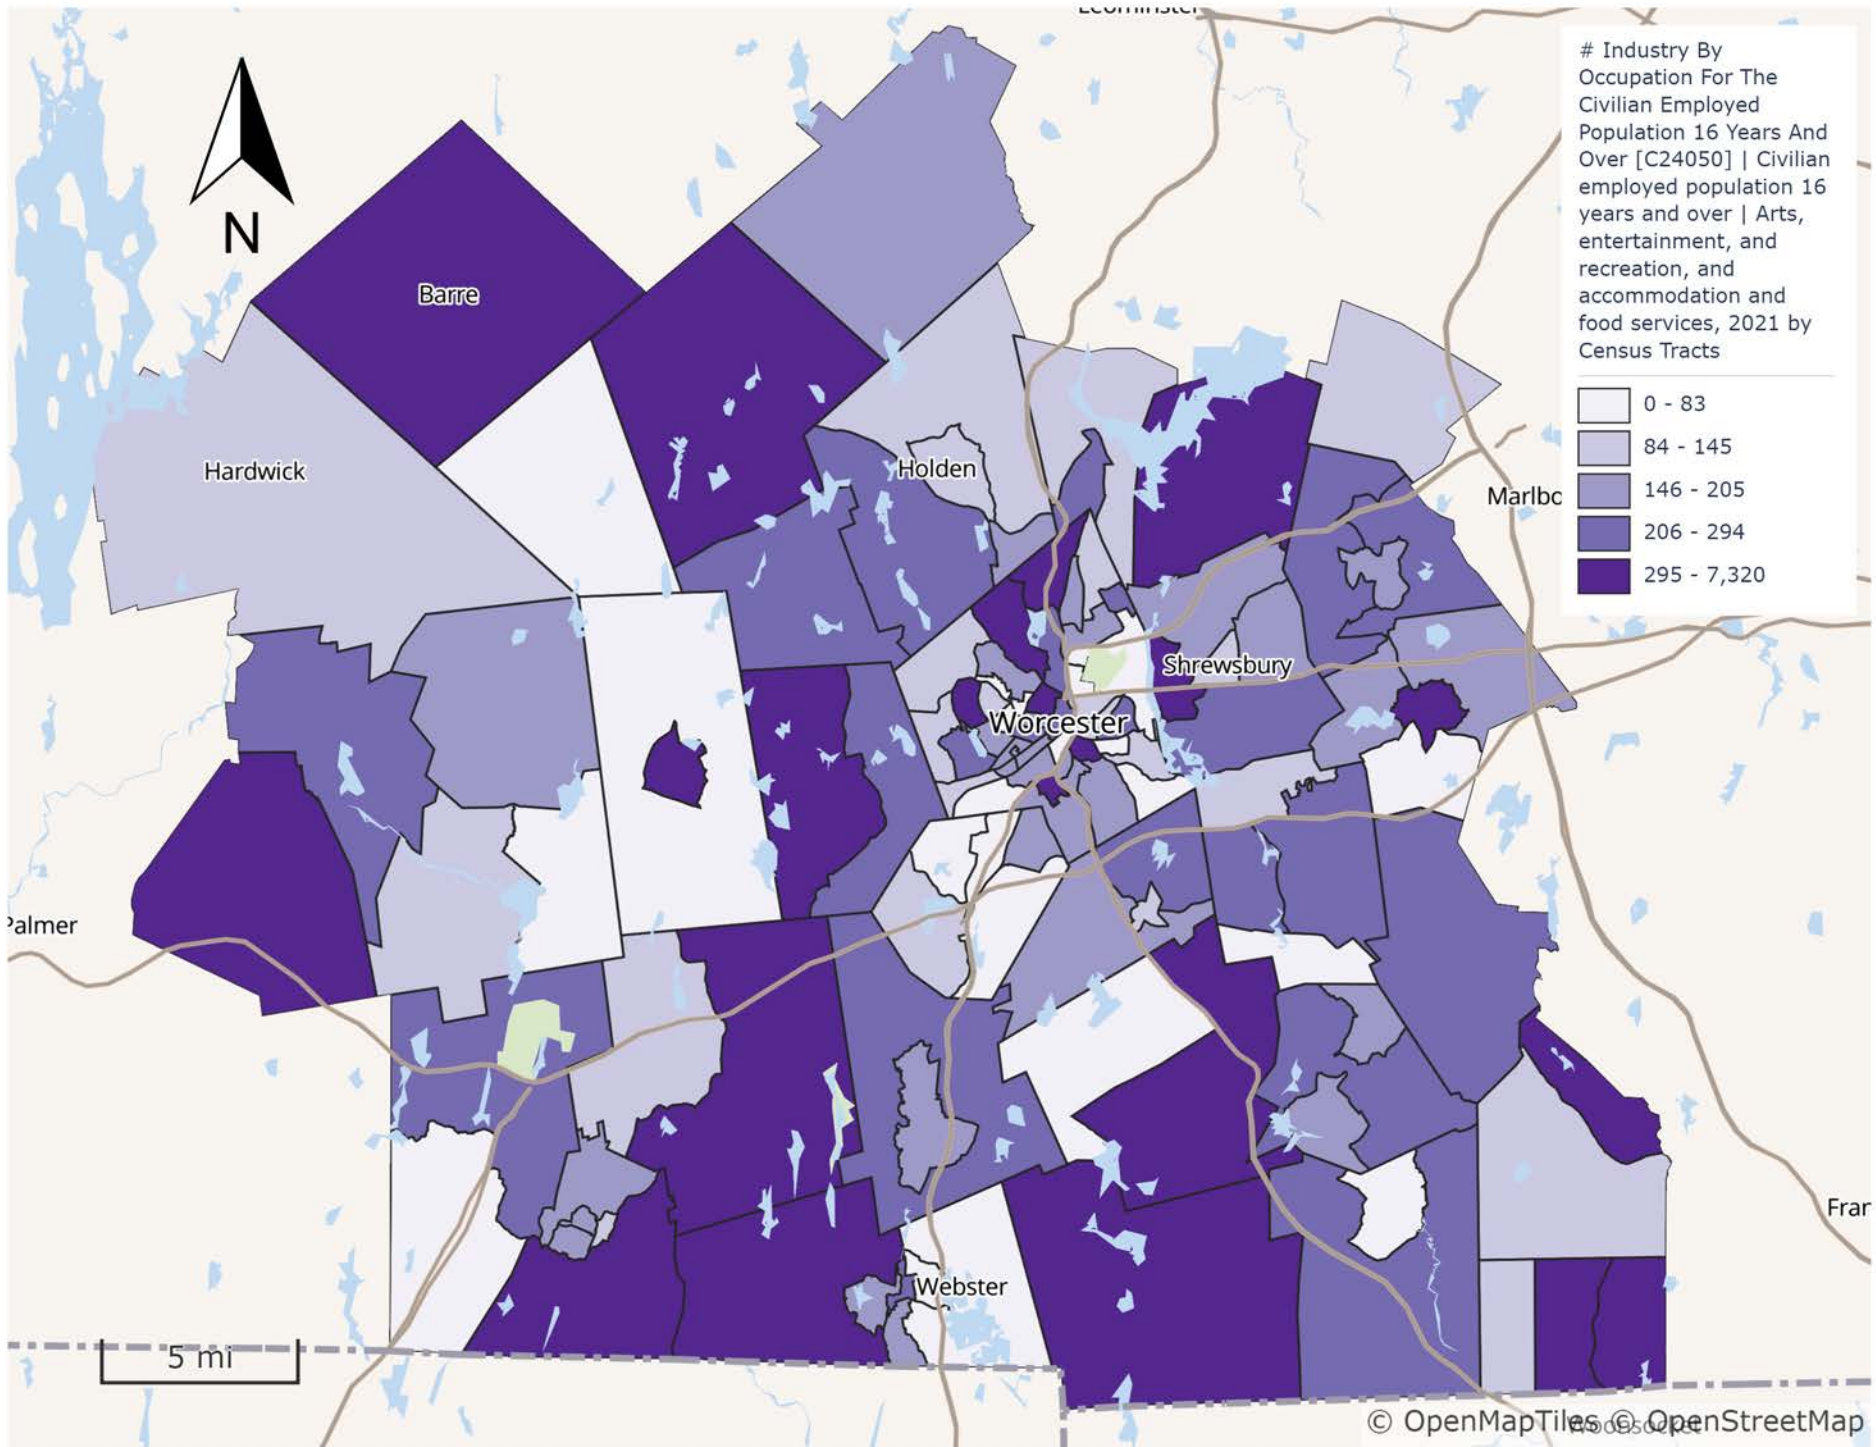 Leominster
# Industry By
Occupation For The
Civilian Employed
Population 16 Years And
Over [C24050] | Civilian
employed population 16
years and over | Arts,
entertainment, and
recreation, and
accommodation and
food services, 2021 by
Census Tracts
0 - 83
84 - 145
146 - 205
206 - 294
295 - 7,320
N
Barre
Hardwick
Holden
Marlbo
Shrewsbury
Worcester
Palmer
Fran
Webster
5 mi
Woonsocket
© OpenMapTiles © OpenStreetMap